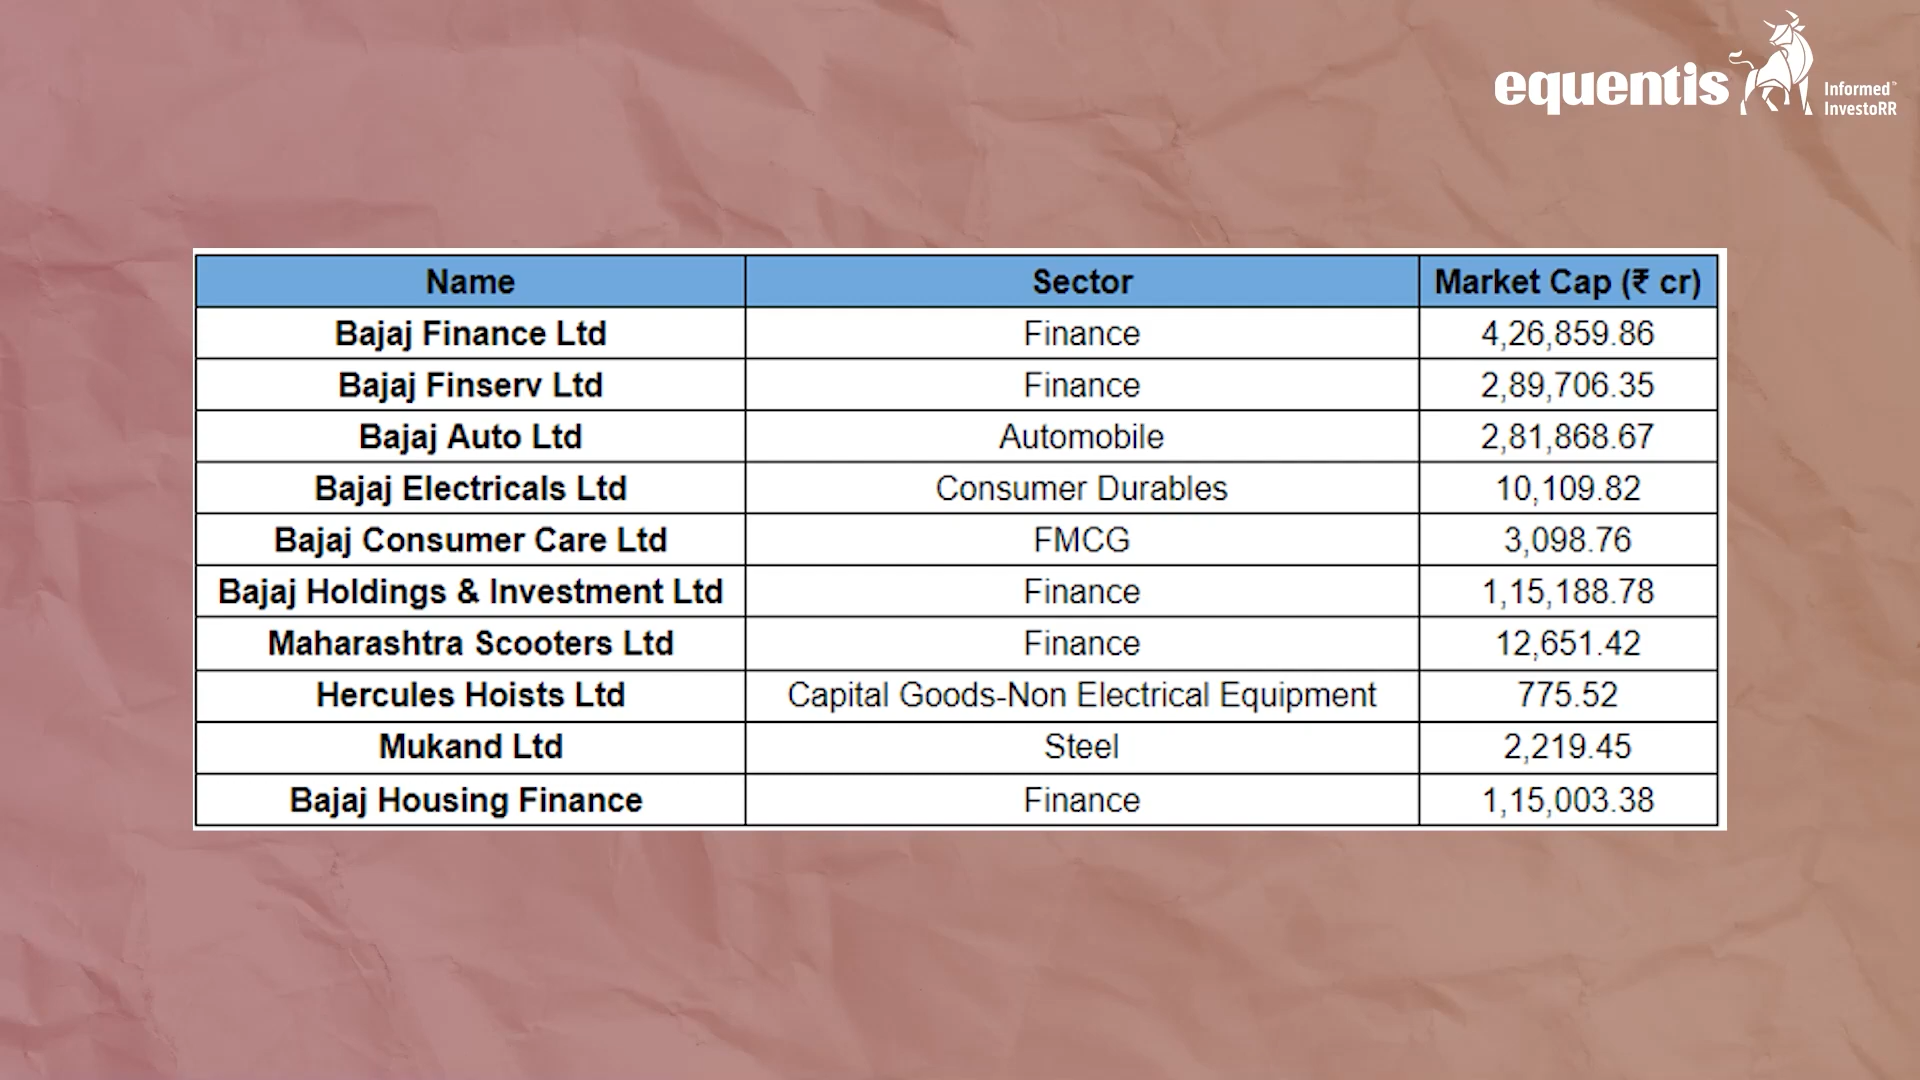 equentis
Informed
InvestoRR
Name Sector Market Cap (₹ cr)
Bajaj Finance Ltd Finance 4,26,859.86
Bajaj Finserv Ltd Finance 2,89,706.35
Bajaj Auto Ltd Automobile 2,81,868.67
Bajaj Electricals Ltd Consumer Durables 10,109.82
Bajaj Consumer Care Ltd FMCG 3,098.76
Bajaj Holdings & Investment Ltd Finance 1,15,188.78
Maharashtra Scooters Ltd Finance 12,651.42
Hercules Hoists Ltd Capital Goods-Non Electrical Equipment 775.52
Mukand Ltd Steel 2,219.45
Bajaj Housing Finance Finance 1,15,003.38